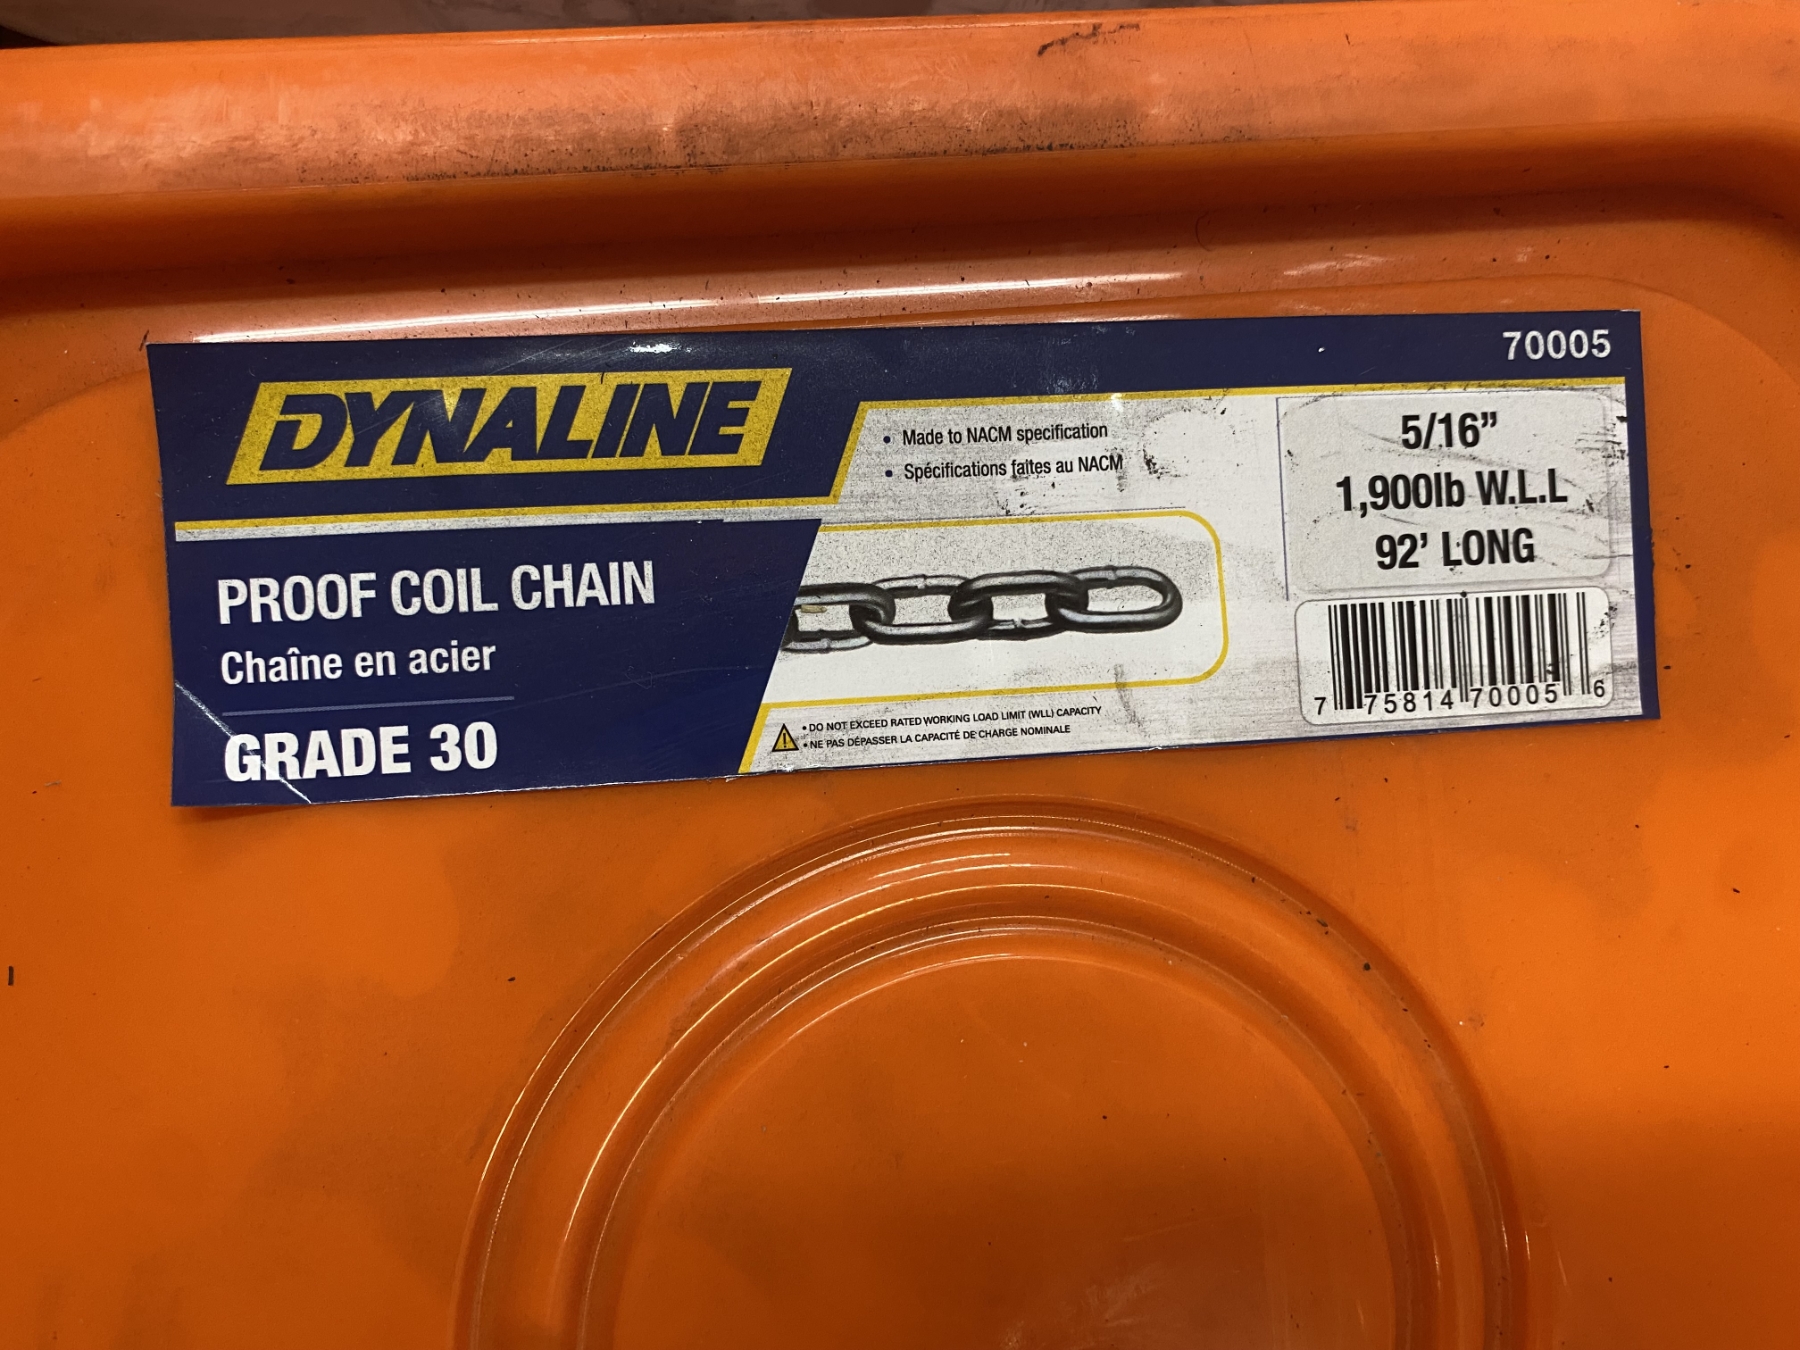 70005
DYNALINE
• Made to NACM specification
• Spécifications faites au NACM
5/16”
1,900lb W.L.L
92’ LONG
PROOF COIL CHAIN
Chaîne en acier
GRADE 30
• DO NOT EXCEED RATED WORKING LOAD LIMIT (WLL) CAPACITY
• NE PAS DÉPASSER LA CAPACITÉ DE CHARGE NOMINALE
7 75814 70005 6